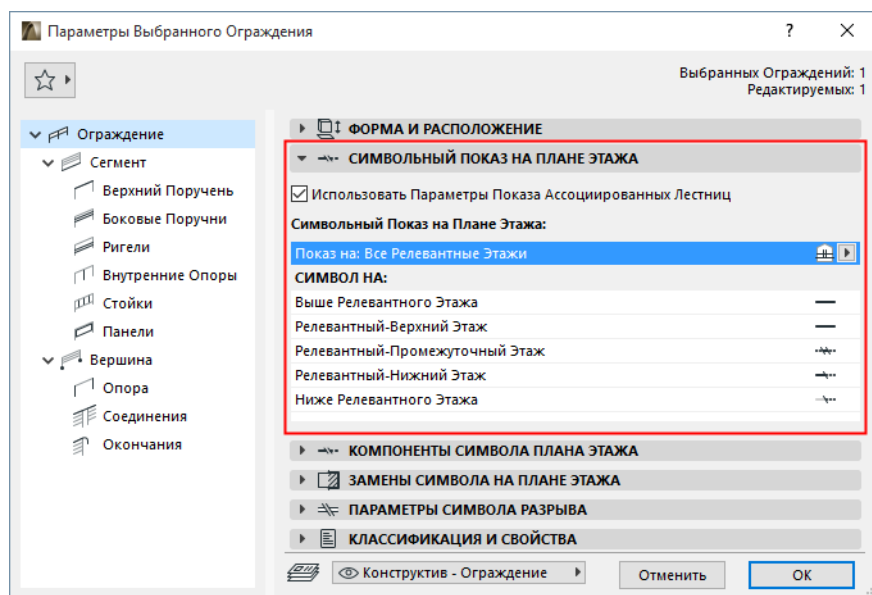 Параметры Выбранного Ограждения
?
Выбранных Ограждений: 1
Редактируемых: 1
Ограждение
Сегмент
Верхний Поручень
Боковые Поручни
Ригели
Внутренние Опоры
Стойки
Панели
Вершина
Опора
Соединения
Окончания
ФОРМА И РАСПОЛОЖЕНИЕ
СИМВОЛЬНЫЙ ПОКАЗ НА ПЛАНЕ ЭТАЖА
Использовать Параметры Показа Ассоциированных Лестниц
Символьный Показ на Плане Этажа:
Показ на: Все Релевантные Этажи
СИМВОЛ НА:
Выше Релевантного Этажа
Релевантный-Верхний Этаж
Релевантный-Промежуточный Этаж
Релевантный-Нижний Этаж
Ниже Релевантного Этажа
КОМПОНЕНТЫ СИМВОЛА ПЛАНА ЭТАЖА
ЗАМЕНЫ СИМВОЛА НА ПЛАНЕ ЭТАЖА
ПАРАМЕТРЫ СИМВОЛА РАЗРЫВА
КЛАССИФИКАЦИЯ И СВОЙСТВА
Конструктив - Ограждение
Отменить
ОК